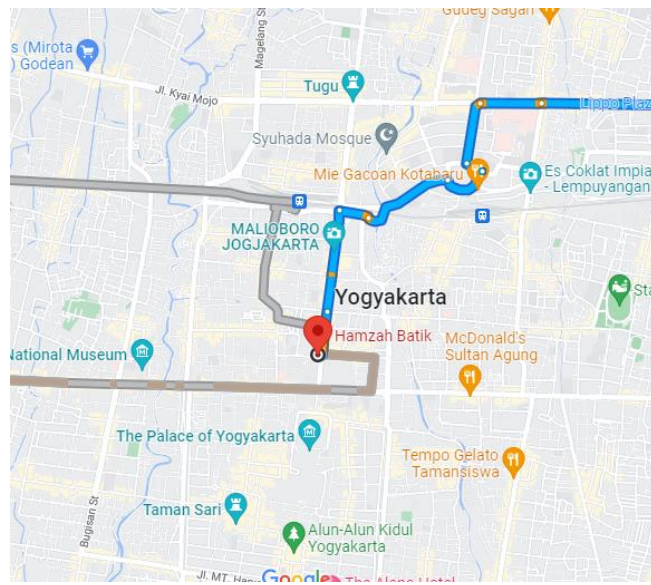 Gudeg Sagan
s (Mirota
) Godean
Magelang St
Tugu
Jl. Kyai Mojo
Lippo Plaz
Syuhada Mosque
Mie Gacoan Kotabaru
Es Coklat Impia
- Lempuyangan
MALIOBORO
JOGJAKARTA
Yogyakarta
Sta
Hamzah Batik
National Museum
McDonald's
Sultan Agung
The Palace of Yogyakarta
Tempo Gelato
Tamansiswa
Bugisan St
Taman Sari
Alun-Alun Kidul
Yogyakarta
Jl. MT. Hary
Google
The Alana Hotel